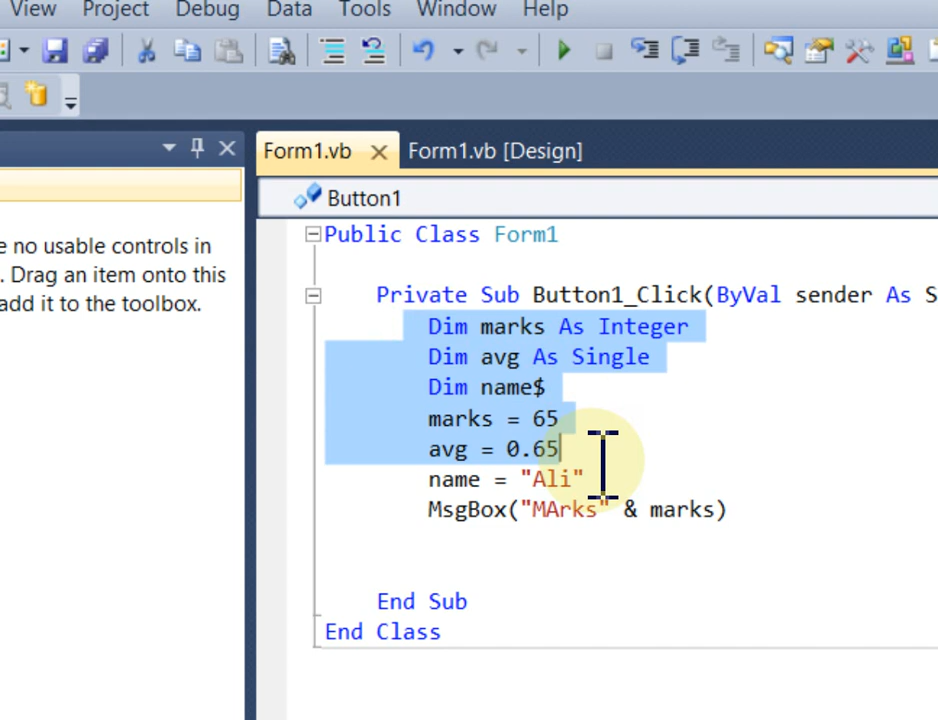 View Project Debug Data Tools Window Help
Form1.vb Form1.vb [Design]
Button1
e no usable controls in
. Drag an item onto this
add it to the toolbox.
Public Class Form1
Private Sub Button1_Click(ByVal sender As S
Dim marks As Integer
Dim avg As Single
Dim name$
marks = 65
avg = 0.65
name = "Ali"
MsgBox("MArks" & marks)
End Sub
End Class